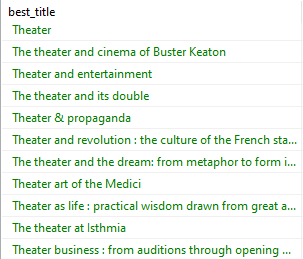 best_title
Theater
The theater and cinema of Buster Keaton
Theater and entertainment
The theater and its double
Theater & propaganda
Theater and revolution : the culture of the French sta...
The theater and the dream: from metaphor to form i...
Theater art of the Medici
Theater as life : practical wisdom drawn from great a...
The theater at Isthmia
Theater business : from auditions through opening ...